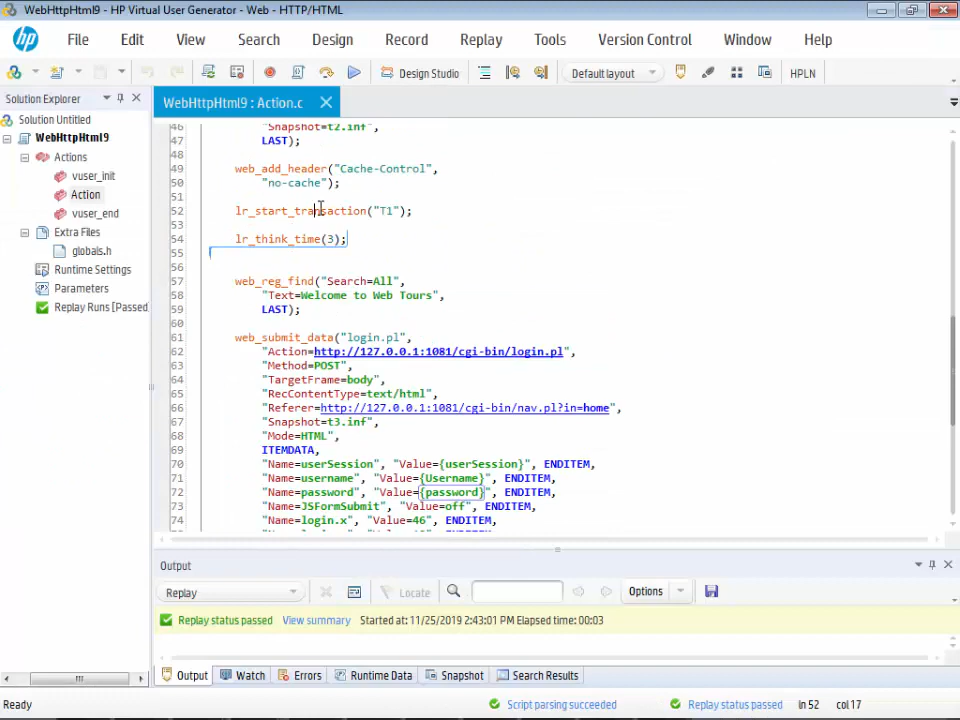 WebHttpHtml9 - HP Virtual User Generator - Web - HTTP/HTML
hp File Edit View Search Design Record Replay Tools Version Control Window Help
Design Studio Default layout HPLN
Solution Explorer
WebHttpHtml9 : Action.c
Solution Untitled
WebHttpHtml9
Actions
vuser_init
Action
vuser_end
Extra Files
globals.h
Runtime Settings
Parameters
Replay Runs [Passed
46 "Snapshot=t2.inf",
47 LAST);
48
49 web_add_header("Cache-Control",
50 "no-cache");
51
52 lr_start_transaction("T1");
53
54 lr_think_time(3);
55
56
57 web_reg_find("Search=All",
58 "Text=Welcome to Web Tours",
59 LAST);
60
61 web_submit_data("login.pl",
62 "Action=http://127.0.0.1:1081/cgi-bin/login.pl",
63 "Method=POST",
64 "TargetFrame=body",
65 "RecContentType=text/html",
66 "Referer=http://127.0.0.1:1081/cgi-bin/nav.pl?in=home",
67 "Snapshot=t3.inf",
68 "Mode=HTML",
69 ITEMDATA,
70 "Name=userSession", "Value={userSession}", ENDITEM,
71 "Name=username", "Value={Username}", ENDITEM,
72 "Name=password", "Value={password}", ENDITEM,
73 "Name=JSFormSubmit", "Value=off", ENDITEM,
74 "Name=login.x", "Value=46", ENDITEM,
Output
Replay Locate Options
Replay status passed View summary Started at: 11/25/2019 2:43:01 PM Elapsed time: 00:03
Output Watch Errors Runtime Data Snapshot Search Results
Ready Script parsing succeeded Replay status passed ln 52 col 17